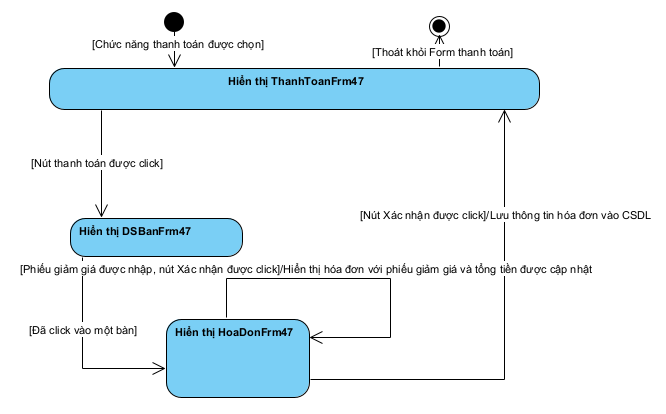 [Chức năng thanh toán được chọn]
[Thoát khỏi Form thanh toán]
Hiển thị ThanhToanFrm47
[Nút thanh toán được click]
[Nút Xác nhận được click]/Lưu thông tin hóa đơn vào CSDL
Hiển thị DSBanFrm47
[Phiếu giảm giá được nhập, nút Xác nhận được click]/Hiển thị hóa đơn với phiếu giảm giá và tổng tiền được cập nhật
[Đã click vào một bàn]
Hiển thị HoaDonFrm47